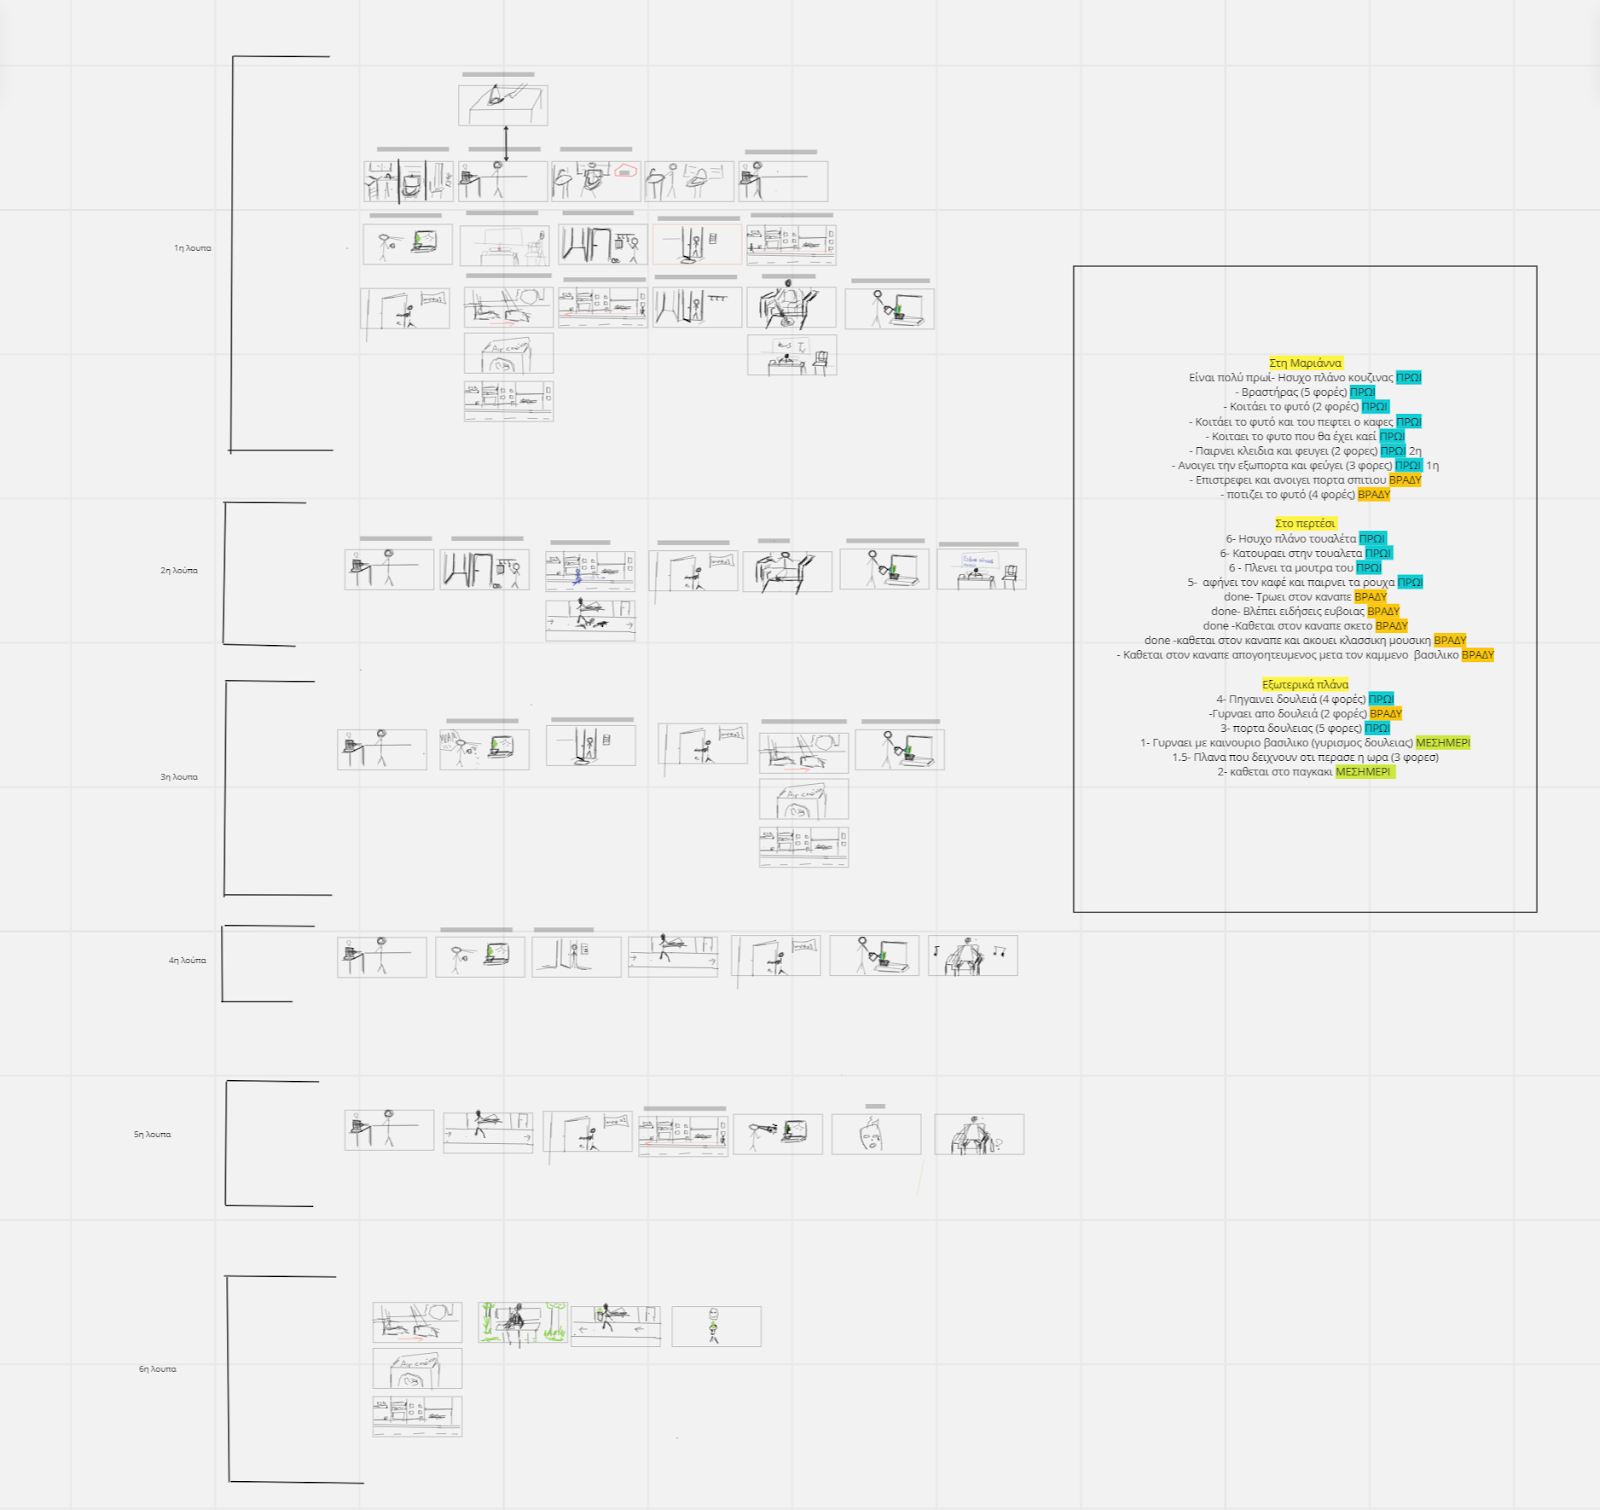 1η λουπα
2η λούπα
3η λουπα
4η λούπα
5η λουπα
6η λουπα
Στη Μαριάννα
Είναι πολύ πρωί- Ησυχο πλάνο κουζινας ΠΡΩΙ
- Βραστήρας (5 φορές) ΠΡΩΙ
- Κοιτάει το φυτό (2 φορές) ΠΡΩΙ
- Κοιτάει το φυτό και του πεφτει ο καφες ΠΡΩΙ
- Κοιταει το φυτο που θα έχει καεί ΠΡΩΙ
- Παιρνει κλειδια και φευγει (2 φορες) ΠΡΩΙ 2η
- Ανοιγει την εξωπορτα και φεύγει (3 φορες) ΠΡΩΙ 1η
- Επιστρεφει και ανοιγει πορτα σπιτιου ΒΡΑΔΥ
- ποτιζει το φυτό (4 φορές) ΒΡΑΔΥ
Στο περτέσι
6- Ησυχο πλάνο τουαλέτα ΠΡΩΙ
6- Κατουραει στην τουαλετα ΠΡΩΙ
6 - Πλενει τα μουτρα του ΠΡΩΙ
5- αφήνει τον καφέ και παιρνει τα ρουχα ΠΡΩΙ
done- Τρωει στον καναπε ΒΡΑΔΥ
done- Βλέπει ειδήσεις ευβοιας ΒΡΑΔΥ
done -Καθεται στον καναπε σκετο ΒΡΑΔΥ
done -καθεται στον καναπε και ακουει κλασσικη μουσικη ΒΡΑΔΥ
- Καθεται στον καναπε απογοητευμενος μετα τον καμμενο βασιλικο ΒΡΑΔΥ
Εξωτερικά πλάνα
4- Πηγαινει δουλειά (4 φορές) ΠΡΩΙ
-Γυρναει απο δουλειά (2 φορές) ΒΡΑΔΥ
3- πορτα δουλειας (5 φορες) ΠΡΩΙ
1- Γυρναει με καινουριο βασιλικο (γυρισμος δουλειας) ΜΕΣΗΜΕΡΙ
1.5- Πλανα που δειχνουν οτι περασε η ωρα (3 φορεσ)
2- καθεται στο παγκακι ΜΕΣΗΜΕΡΙ